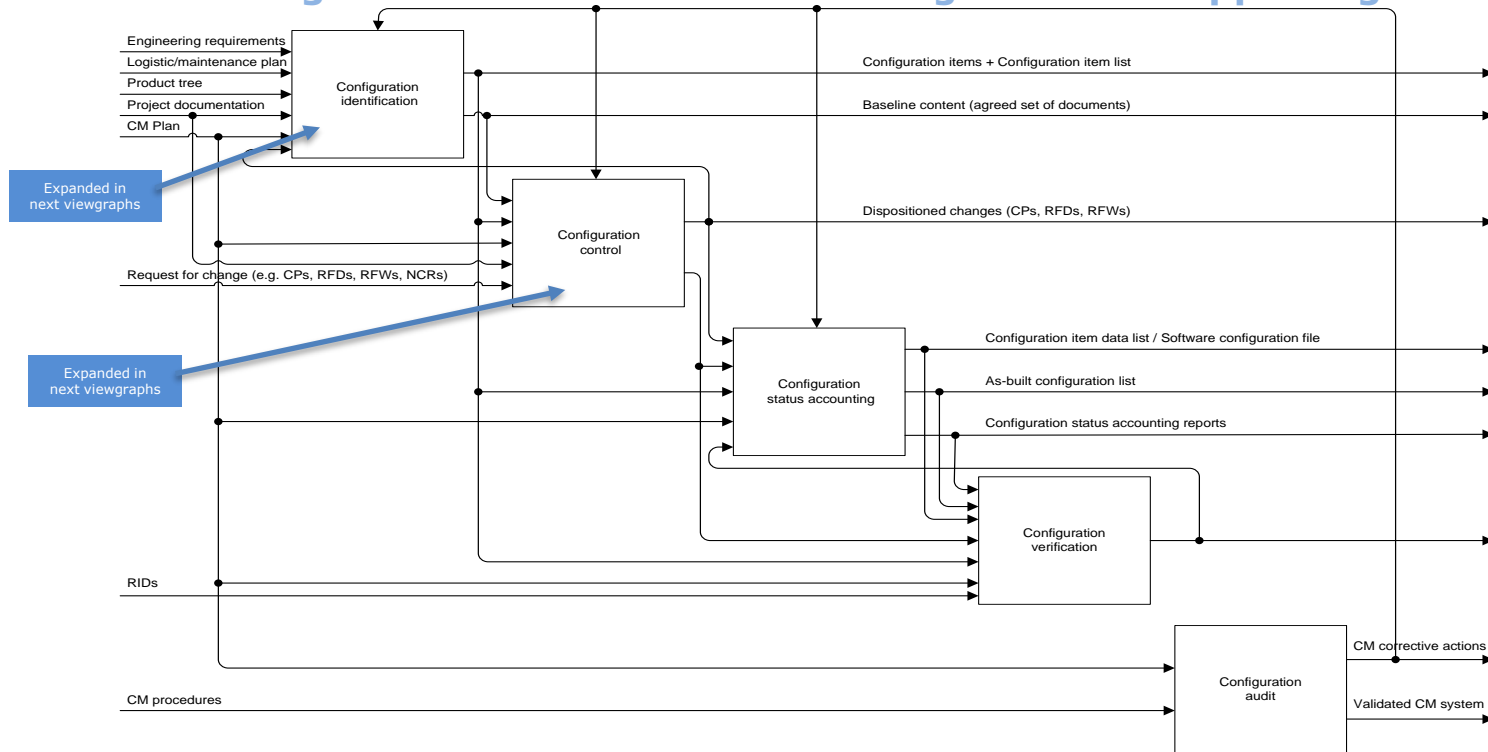 Engineering requirements
Logistic/maintenance plan
Product tree
Project documentation
CM Plan
Configuration
identification
Configuration items + Configuration item list
Baseline content (agreed set of documents)
Expanded in
next viewgraphs
Configuration
control
Dispositioned changes (CPs, RFDs, RFWs)
Request for change (e.g. CPs, RFDs, RFWs, NCRs)
Expanded in
next viewgraphs
Configuration
status accounting
Configuration item data list / Software configuration file
As-built configuration list
Configuration status accounting reports
Configuration
verification
RIDs
Configuration
audit
CM corrective actions
Validated CM system
CM procedures